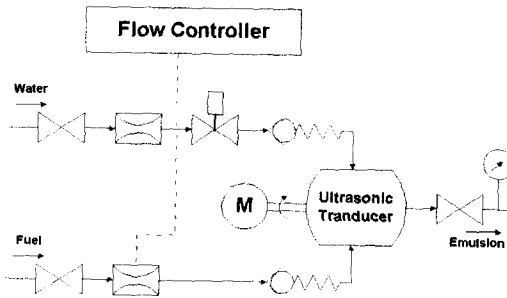 Flow Controller
Water
M
Ultrasonic
Tranducer
Fuel
Emulsion